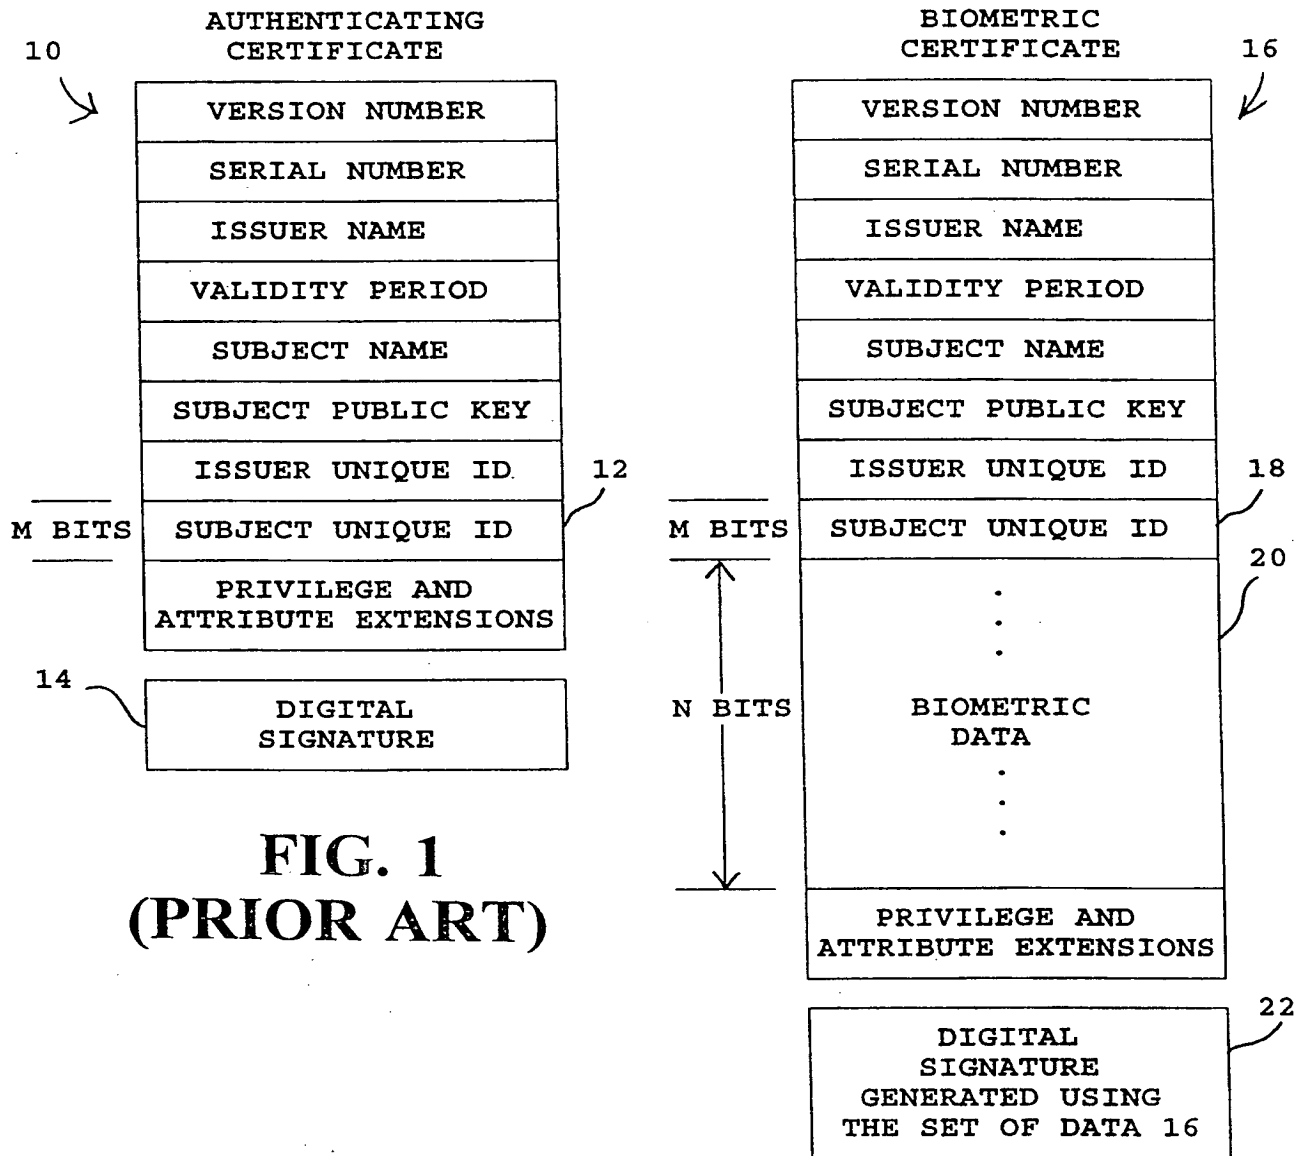 AUTHENTICATING
CERTIFICATE
10
VERSION NUMBER
SERIAL NUMBER
ISSUER NAME
VALIDITY PERIOD
SUBJECT NAME
SUBJECT PUBLIC KEY
ISSUER UNIQUE ID
12
M BITS
SUBJECT UNIQUE ID
PRIVILEGE AND
ATTRIBUTE EXTENSIONS
14
DIGITAL
SIGNATURE
FIG. 1
(PRIOR ART)
BIOMETRIC
CERTIFICATE
16
VERSION NUMBER
SERIAL NUMBER
ISSUER NAME
VALIDITY PERIOD
SUBJECT NAME
SUBJECT PUBLIC KEY
ISSUER UNIQUE ID
18
M BITS
SUBJECT UNIQUE ID
20
N BITS
BIOMETRIC
DATA
PRIVILEGE AND
ATTRIBUTE EXTENSIONS
22
DIGITAL
SIGNATURE
GENERATED USING
THE SET OF DATA 16